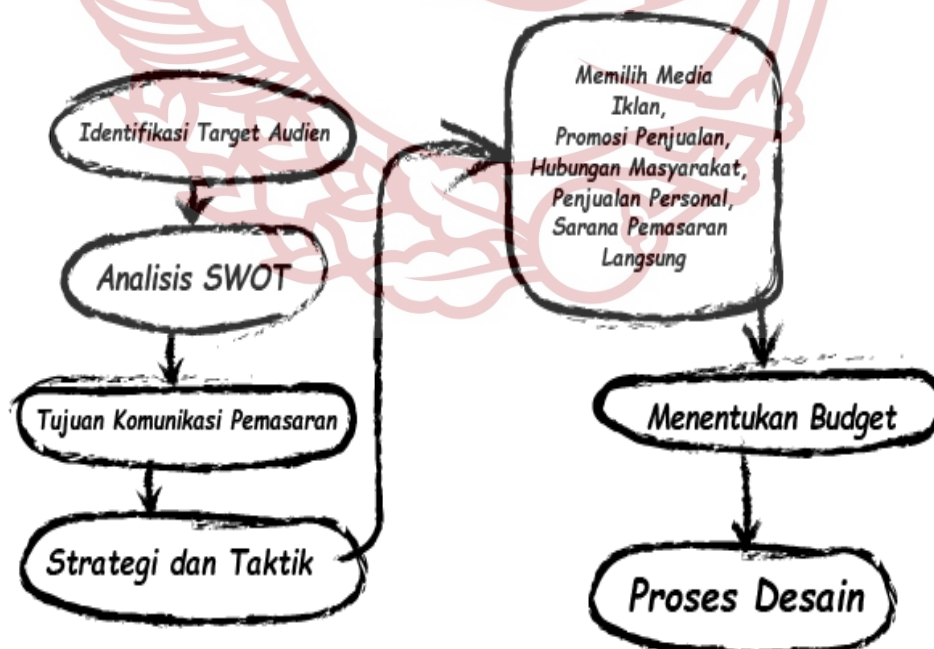 Identifikasi Target Audien
Analisis SWOT
Tujuan Komunikasi Pemasaran
Strategi dan Taktik
Memilih Media
Iklan,
Promosi Penjualan,
Hubungan Masyarakat,
Penjualan Personal,
Sarana Pemasaran
Langsung
Menentukan Budget
Proses Desain